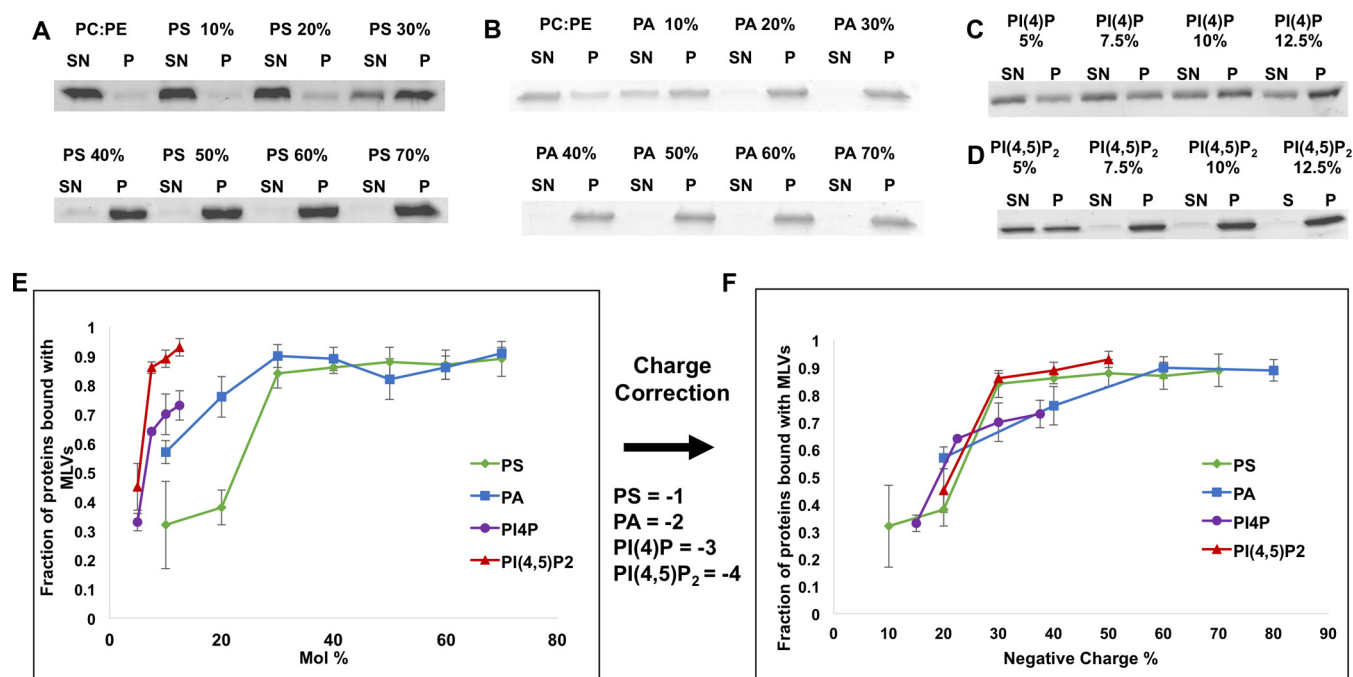 A
PC:PE PS 10% PS 20% PS 30%
SN P SN P SN P SN P
PS 40% PS 50% PS 60% PS 70%
SN P SN P SN P SN P
B
PC:PE PA 10% PA 20% PA 30%
SN P SN P SN P SN P
PA 40% PA 50% PA 60% PA 70%
SN P SN P SN P SN P
C
PI(4)P PI(4)P PI(4)P PI(4)P
5% 7.5% 10% 12.5%
SN P SN P SN P SN P
D
PI(4,5)P₂ PI(4,5)P₂ PI(4,5)P₂ PI(4,5)P₂
5% 7.5% 10% 12.5%
SN P SN P SN P S P
E
Fraction of proteins bound with
MLVs
1
0.9
0.8
0.7
0.6
0.5
0.4
0.3
0.2
0.1
0
0 20 40 60 80
Mol %
PS
PA
PI4P
PI(4,5)P2
Charge
Correction
PS = -1
PA = -2
PI(4)P = -3
PI(4,5)P₂ = -4
F
Fraction of proteins bound with MLVs
1
0.9
0.8
0.7
0.6
0.5
0.4
0.3
0.2
0.1
0
0 10 20 30 40 50 60 70 80 90
Negative Charge %
PS
PA
PI4P
PI(4,5)P2